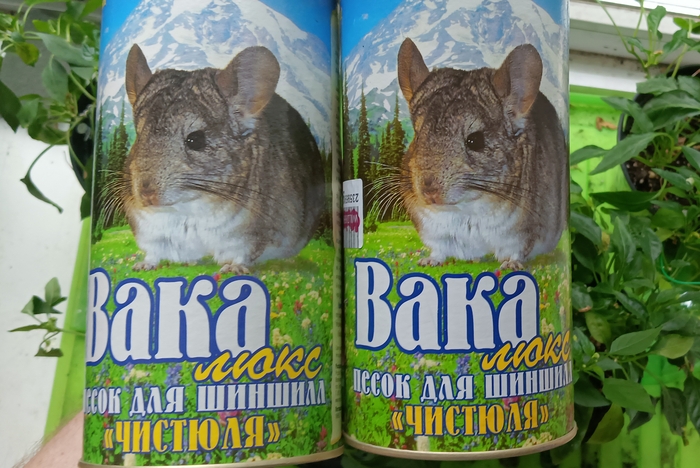 Вака
люкс
песок для шиншилл
«ЧИСТЮЛЯ»
Вака
люкс
песок для шиншилл
«ЧИСТЮЛЯ»